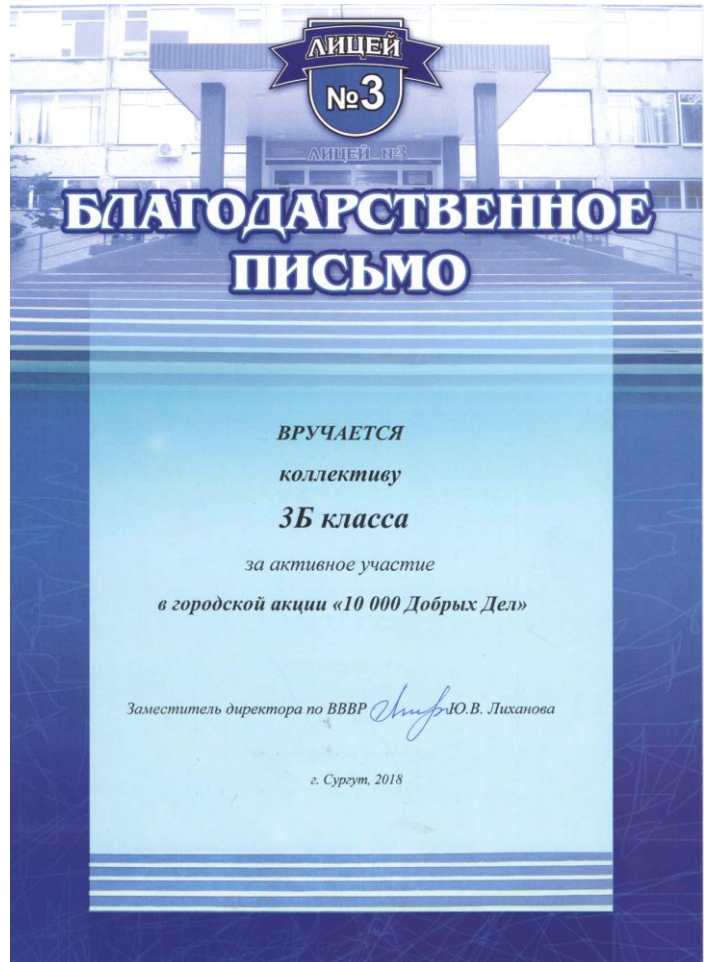 ЛИЦЕЙ
№3
ЛИЦЕЙ №3
БЛАГОДАРСТВЕННОЕ
ПИСЬМО
ВРУЧАЕТСЯ
коллективу
3Б класса
за активное участие
в городской акции «10 000 Добрых Дел»
Заместитель директора по ВВВР Ю.В. Лиханова
г. Сургут, 2018